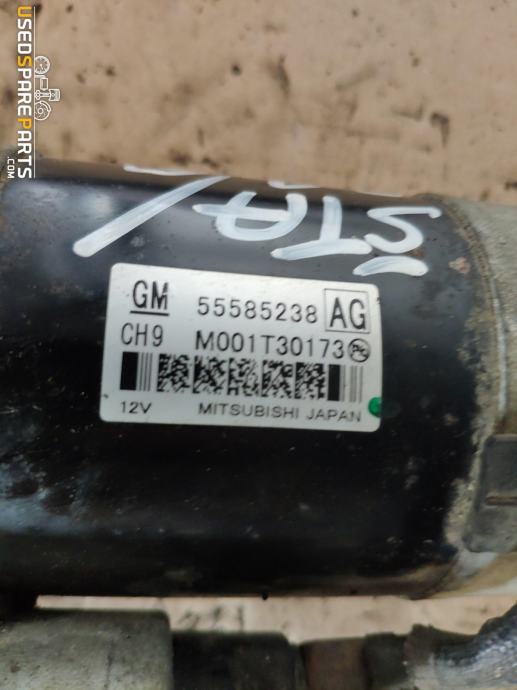 USEDSPAREPARTS.COM
STA
GM 55585238 AG
CH9 M001T30173
12V MITSUBISHI JAPAN